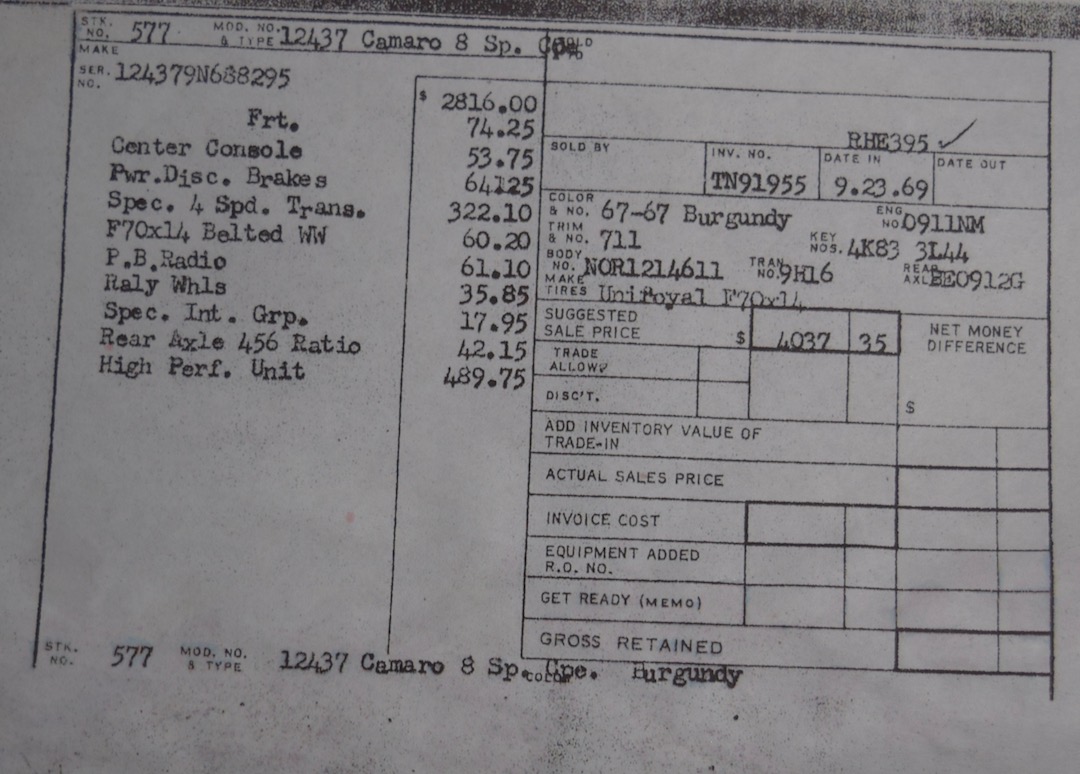 STK. NO. 577 MOD. NO. & TYPE 12437 Camaro 8 Sp. Cpe
MAKE
SER. NO. 124379N688295
$ 2816.00
Frt. 74.25
Center Console 53.75
Pwr.Disc. Brakes 64125
Spec. 4 Spd. Trans. 322.10
F70x14 Belted WW 60.20
P.B.Radio 61.10
Raly Whls 35.85
Spec. Int. Grp. 17.95
Rear Axle 456 Ratio 42.15
High Perf. Unit 489.75
RHE395
SOLD BY INV. NO. TN91955 DATE IN 9.23.69 DATE OUT
COLOR & NO. 67-67 Burgundy ENG NO. 0911NM
TRIM & NO. 711 KEY NOS. 4K83 3L44
BODY NO. NOR1214611 TRAN NO. 9H16 REAR AXL BE0912G
MAKE TIRES Uniroyal F70x14
SUGGESTED SALE PRICE $ 4037 35 NET MONEY DIFFERENCE
TRADE ALLOW?
DISC'T. $
ADD INVENTORY VALUE OF TRADE-IN
ACTUAL SALES PRICE
INVOICE COST
EQUIPMENT ADDED R.O. NO.
GET READY (MEMO)
GROSS RETAINED
STK. NO. 577 MOD. NO. & TYPE 12437 Camaro 8 Sp. Cpe. COLOR Burgundy